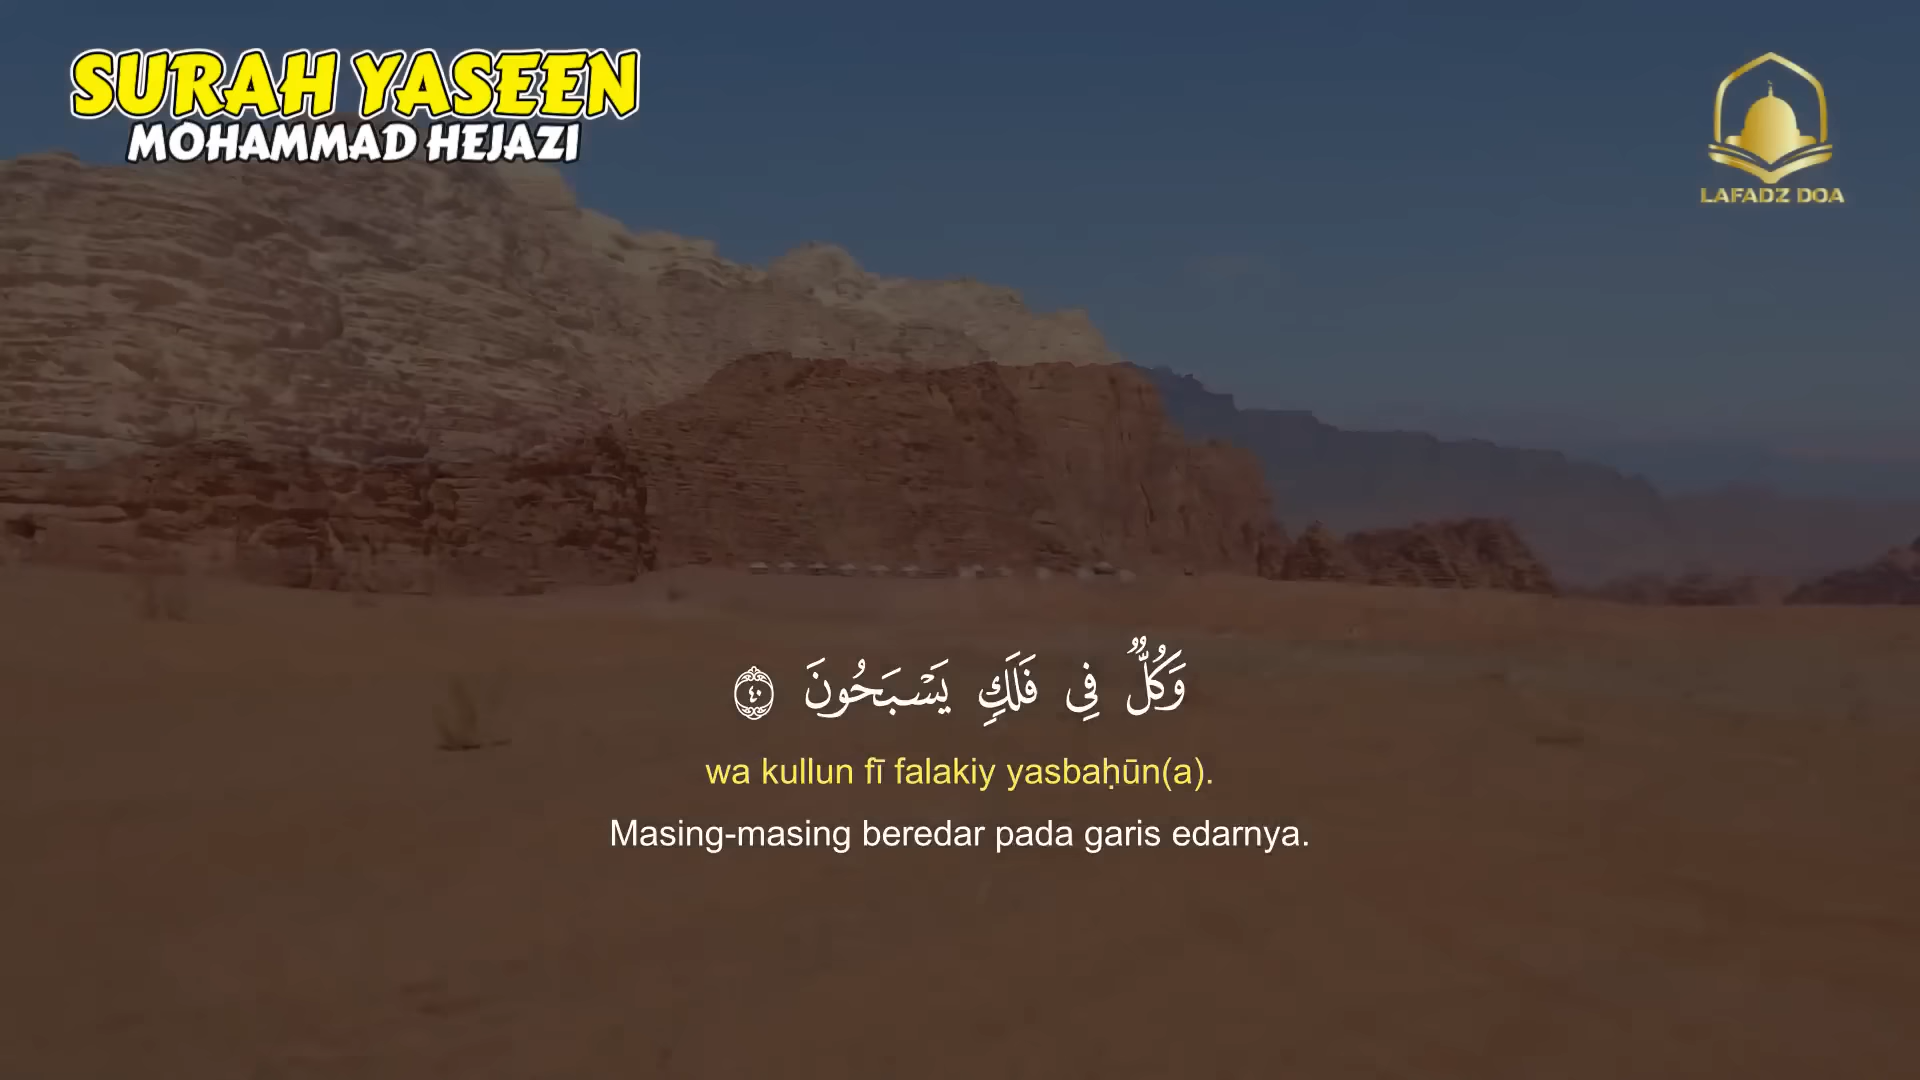 SURAH YASEEN
MOHAMMAD HEJAZI
LAFADZ DOA
وَكُلٌّ فِى فَلَكٍ يَسْبَحُونَ ٤٠
wa kullun fī falakiy yasbaḥūn(a).
Masing-masing beredar pada garis edarnya.